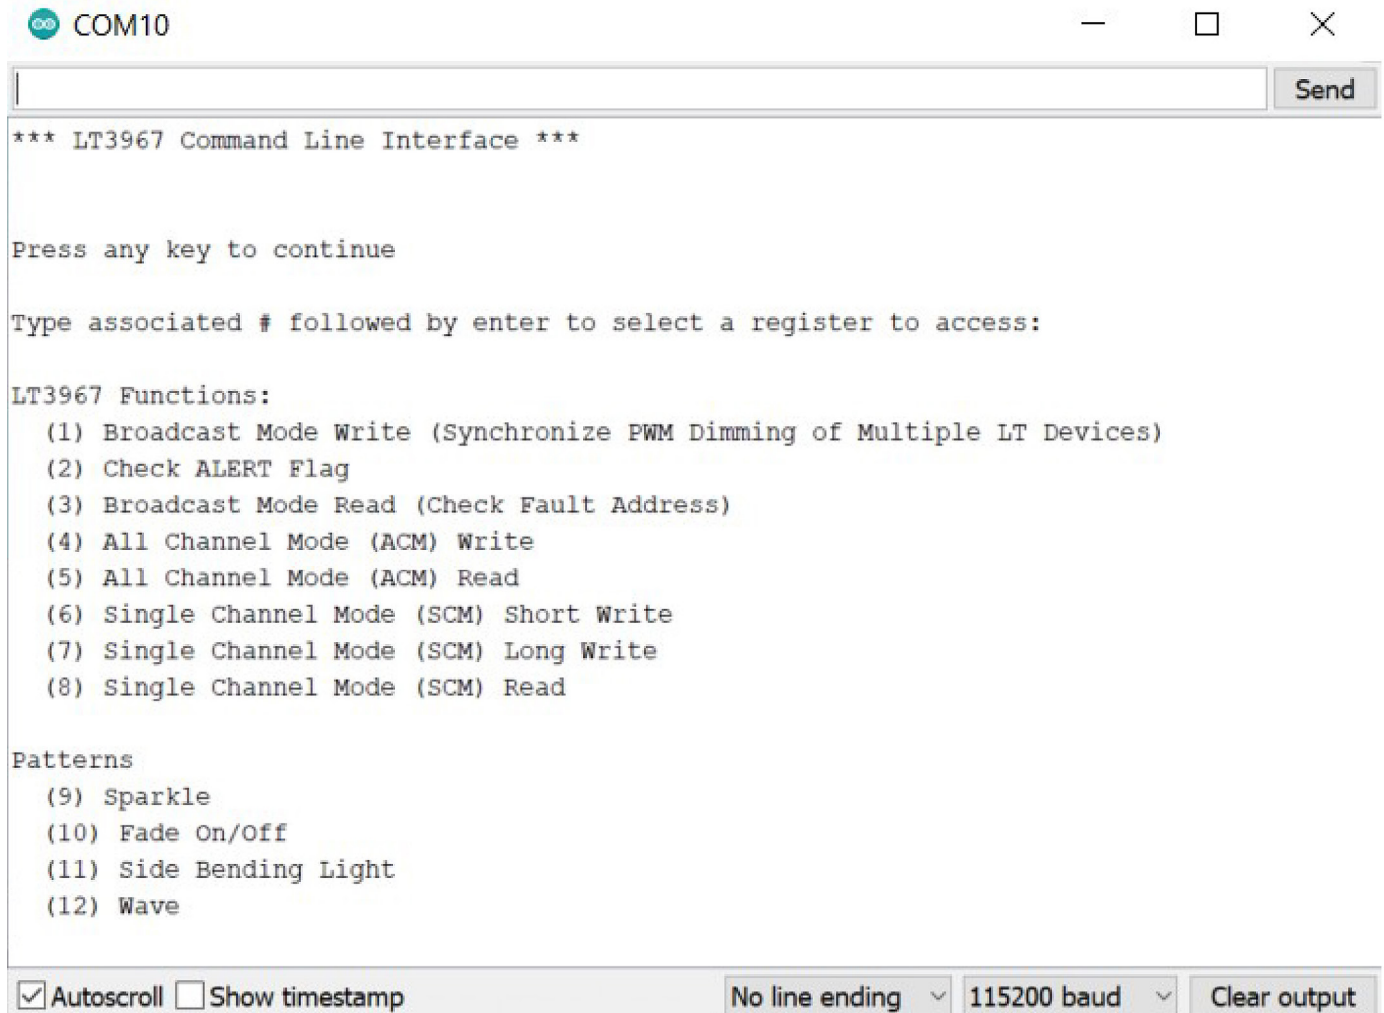 COM10
Send
*** LT3967 Command Line Interface ***
Press any key to continue
Type associated # followed by enter to select a register to access:
LT3967 Functions:
(1) Broadcast Mode Write (Synchronize PWM Dimming of Multiple LT Devices)
(2) Check ALERT Flag
(3) Broadcast Mode Read (Check Fault Address)
(4) All Channel Mode (ACM) Write
(5) All Channel Mode (ACM) Read
(6) Single Channel Mode (SCM) Short Write
(7) Single Channel Mode (SCM) Long Write
(8) Single Channel Mode (SCM) Read
Patterns
(9) Sparkle
(10) Fade On/Off
(11) Side Bending Light
(12) Wave
Autoscroll Show timestamp No line ending 115200 baud Clear output